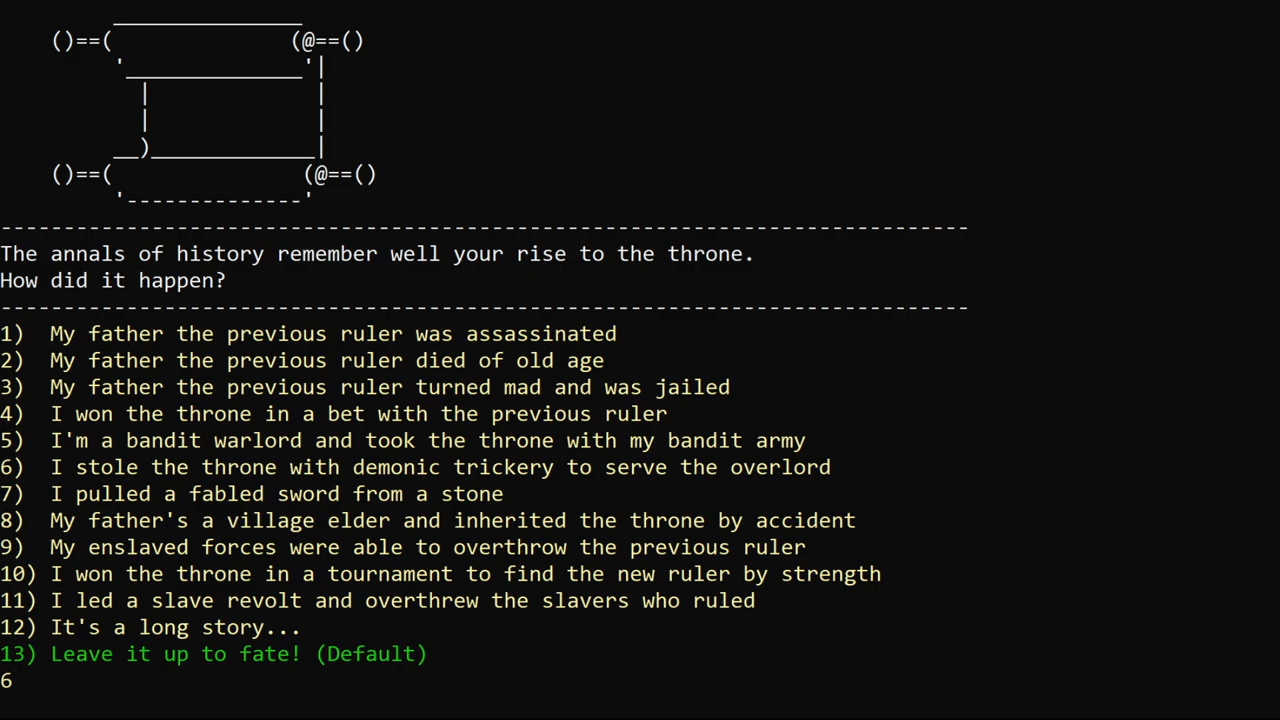 _______________
  ()==(              (@==()
       '______________'|
         |             |
         |             |
       __)_____________|
  ()==(               (@==()
       '--------------'
-----------------------------------------------------------------------------
The annals of history remember well your rise to the throne.
How did it happen?
-----------------------------------------------------------------------------
1)  My father the previous ruler was assassinated
2)  My father the previous ruler died of old age
3)  My father the previous ruler turned mad and was jailed
4)  I won the throne in a bet with the previous ruler
5)  I'm a bandit warlord and took the throne with my bandit army
6)  I stole the throne with demonic trickery to serve the overlord
7)  I pulled a fabled sword from a stone
8)  My father's a village elder and inherited the throne by accident
9)  My enslaved forces were able to overthrow the previous ruler
10) I won the throne in a tournament to find the new ruler by strength
11) I led a slave revolt and overthrew the slavers who ruled
12) It's a long story...
13) Leave it up to fate! (Default)
6